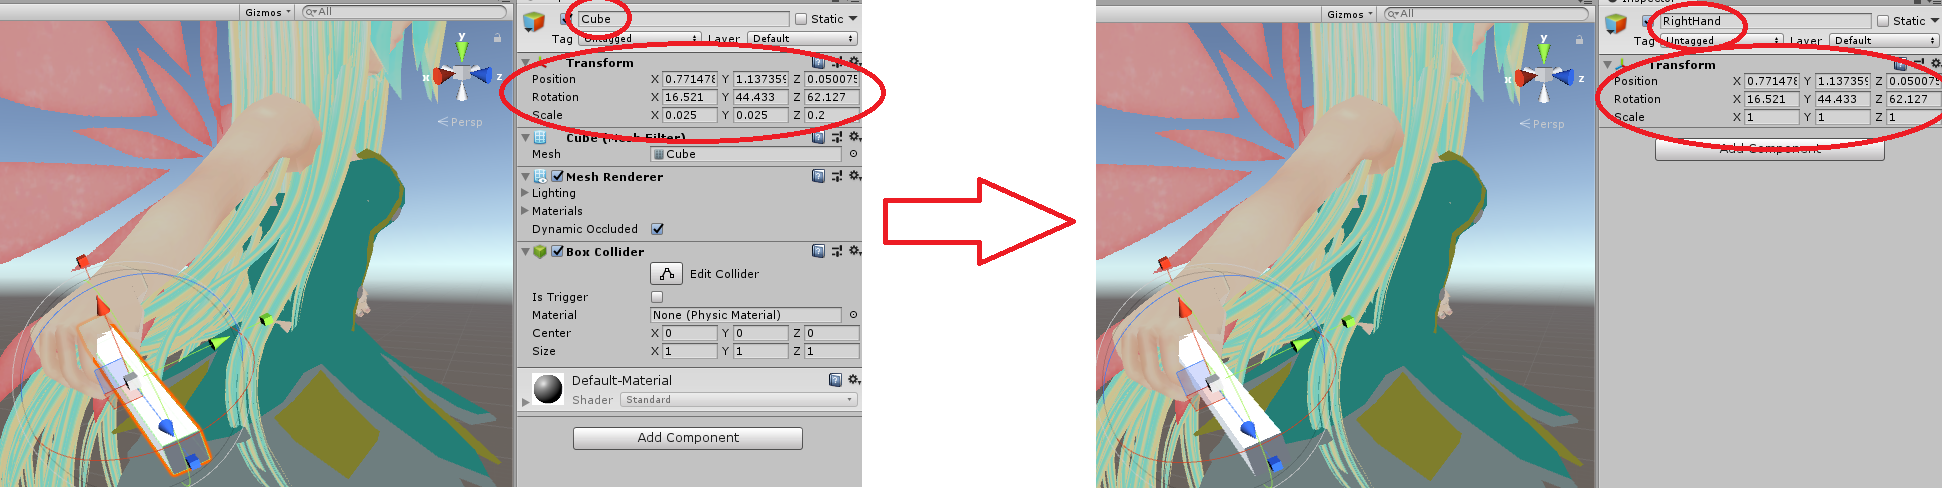 Gizmos All
Cube Static
Tag Untagged Layer Default
Transform
Position X 0.771478 Y 1.137359 Z 0.050075
Rotation X 16.521 Y 44.433 Z 62.127
Scale X 0.025 Y 0.025 Z 0.2
Cube (Mesh Filter)
Mesh Cube
Mesh Renderer
Lighting
Materials
Dynamic Occluded
Box Collider
Edit Collider
Is Trigger
Material None (Physic Material)
Center X 0 Y 0 Z 0
Size X 1 Y 1 Z 1
Default-Material
Shader Standard
Add Component
y
x z
Persp
Gizmos All
Inspector
RightHand Static
Tag Untagged Layer Default
Transform
Position X 0.771478 Y 1.137359 Z 0.050075
Rotation X 16.521 Y 44.433 Z 62.127
Scale X 1 Y 1 Z 1
Add Component
y
x z
Persp